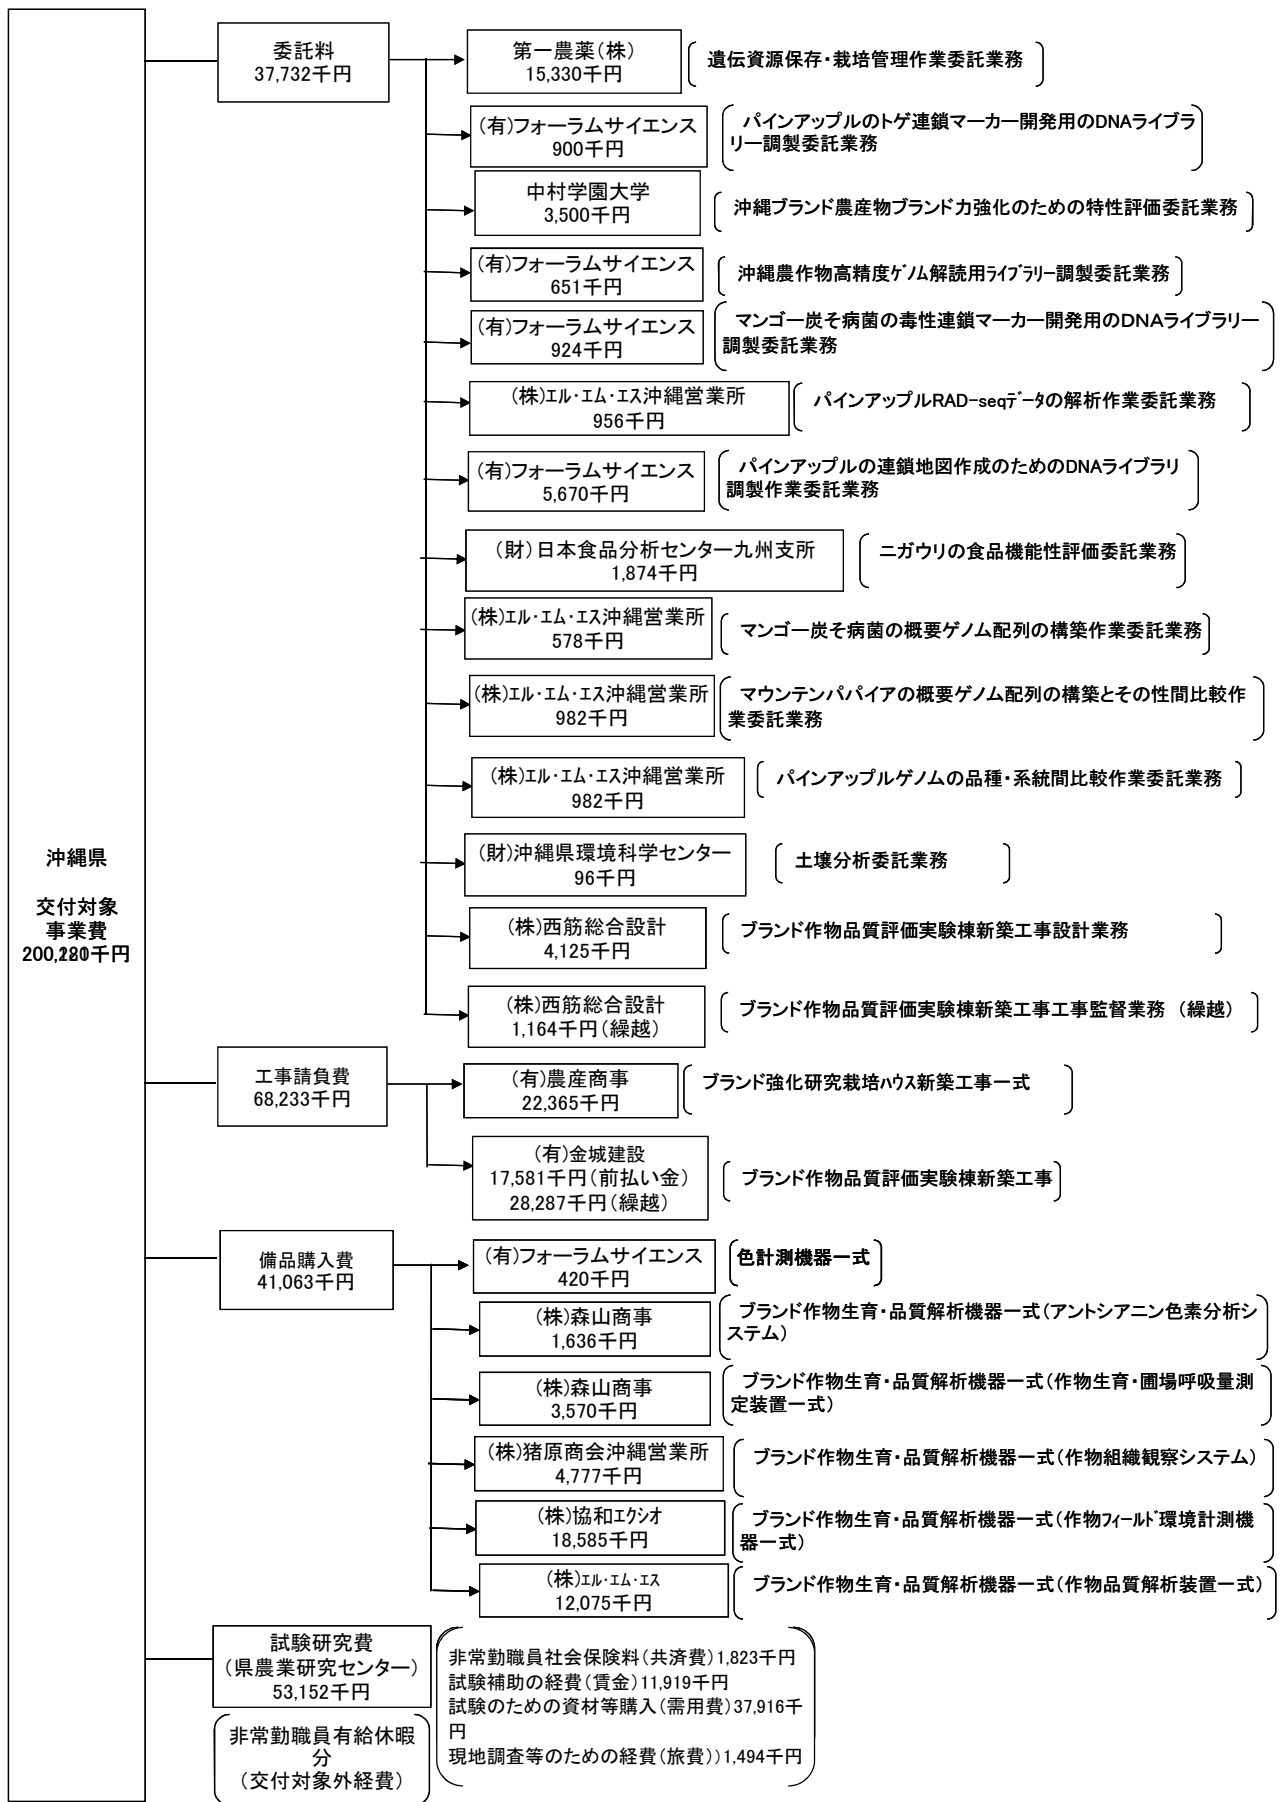 沖縄県
交付対象
事業費
委託料
37,732千円
第一農薬(株)
15,330千円
遺伝資源保存・栽培管理作業委託業務
(有)フォーラムサイエンス
900千円
パインアップルのトゲ連鎖マーカー開発用のDNAライブラ
リー調製委託業務
中村学園大学
3,500千円
沖縄ブランド農産物ブランド力強化のための特性評価委託業務
(有)フォーラムサイエンス
651千円
沖縄農作物高精度ｹﾞﾉﾑ解読用ﾗｲﾌﾞﾗﾘｰ調製委託業務
(有)フォーラムサイエンス
924千円
マンゴー炭そ病菌の毒性連鎖マーカー開発用のDNAライブラリー
調製委託業務
(株)ｴﾙ･ｴﾑ･ｴｽ沖縄営業所
956千円
パインアップルRAD-seqﾃﾞｰﾀの解析作業委託業務
(有)フォーラムサイエンス
5,670千円
パインアップルの連鎖地図作成のためのDNAライブラリ
調製作業委託業務
(財)日本食品分析センター九州支所
1,874千円
ニガウリの食品機能性評価委託業務
(株)ｴﾙ･ｴﾑ･ｴｽ沖縄営業所
578千円
マンゴー炭そ病菌の概要ゲノム配列の構築作業委託業務
(株)ｴﾙ･ｴﾑ･ｴｽ沖縄営業所
982千円
マウンテンパパイアの概要ゲノム配列の構築とその性間比較作
業委託業務
(株)ｴﾙ･ｴﾑ･ｴｽ沖縄営業所
982千円
パインアップルゲノムの品種・系統間比較作業委託業務
(財)沖縄県環境科学センター
96千円
土壌分析委託業務
(株)西筋総合設計
4,125千円
ブランド作物品質評価実験棟新築工事設計業務
(株)西筋総合設計
1,164千円(繰越)
ブランド作物品質評価実験棟新築工事工事監督業務 (繰越)
工事請負費
68,233千円
(有)農産商事
22,365千円
ブランド強化研究栽培ﾊｳｽ新築工事一式
(有)金城建設
17,581千円(前払い金)
28,287千円(繰越)
ブランド作物品質評価実験棟新築工事
備品購入費
41,063千円
(有)フォーラムサイエンス
420千円
色計測機器一式
(株)森山商事
1,636千円
ブランド作物生育・品質解析機器一式(アントシアニン色素分析シ
ステム)
(株)森山商事
3,570千円
ブランド作物生育・品質解析機器一式(作物生育・圃場呼吸量測
定装置一式)
(株)猪原商会沖縄営業所
4,777千円
ブランド作物生育・品質解析機器一式(作物組織観察システム)
(株)協和ｴｸｼｵ
18,585千円
ブランド作物生育・品質解析機器一式(作物ﾌｨｰﾙﾄﾞ環境計測機
器一式)
(株)ｴﾙ･ｴﾑ･ｴｽ
12,075千円
ブランド作物生育・品質解析機器一式(作物品質解析装置一式)
試験研究費
(県農業研究センター)
53,152千円
非常勤職員社会保険料(共済費)1,823千円
試験補助の経費(賃金)11,919千円
試験のための資材等購入(需用費)37,916千
円
現地調査等のための経費(旅費))1,494千円
非常勤職員有給休暇
分
(交付対象外経費)